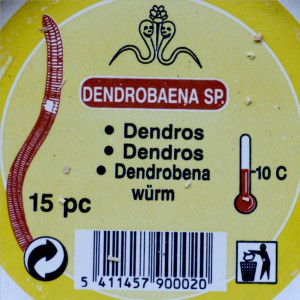 DENDROBAENA SP.
• Dendros
• Dendros
• Dendrobena
würm
10 C
15 pc
5 411457 900020